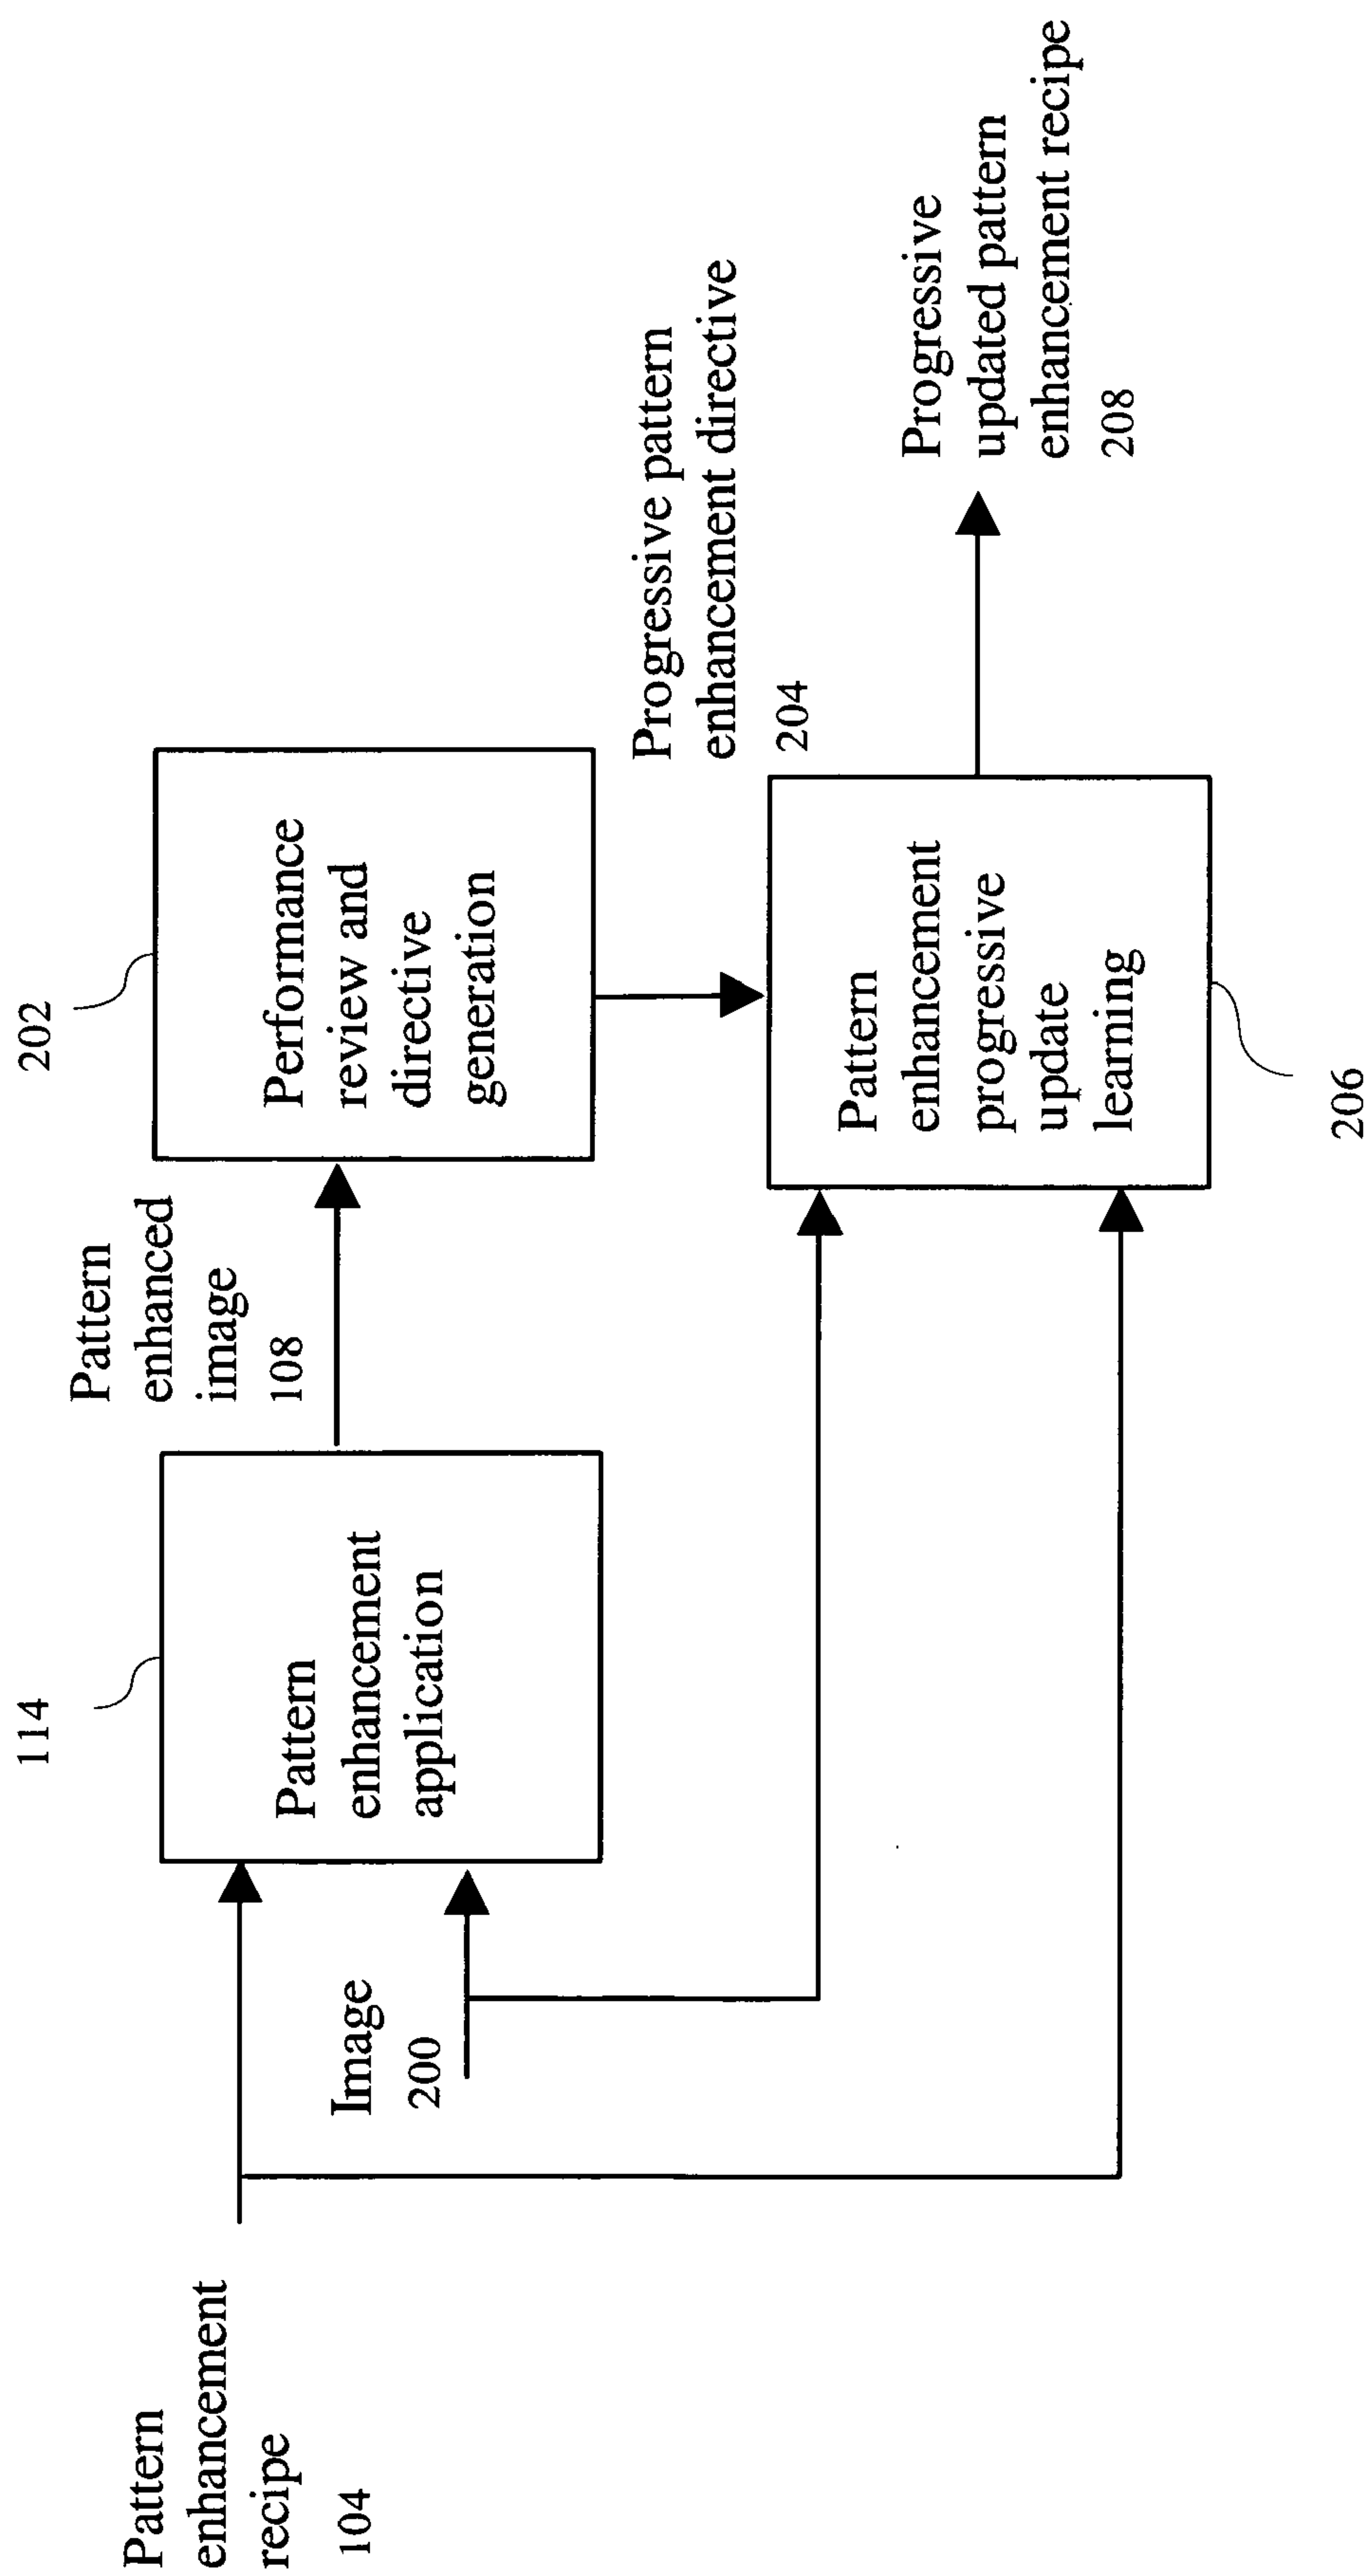 Pattern
enhancement
recipe
104
Image
200
114
Pattern
enhancement
application
Pattern
enhanced
image
108
202
Performance
review and
directive
generation
Progressive pattern
enhancement directive
204
Pattern
enhancement
progressive
update
learning
206
Progressive
updated pattern
enhancement recipe
208